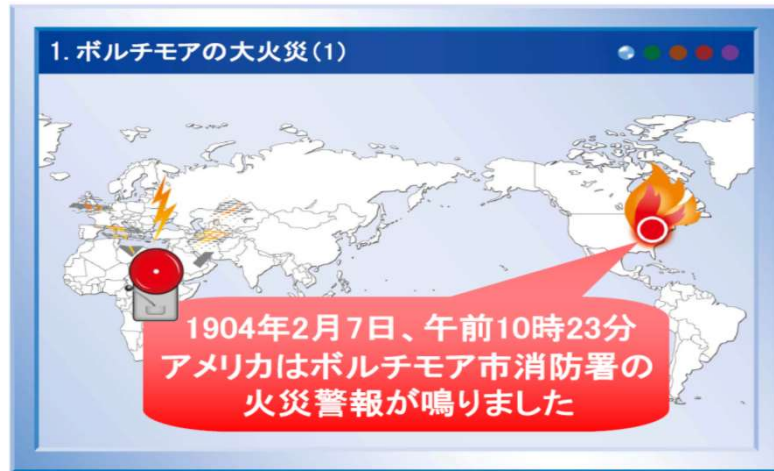 1. ボルチモアの大火災(1)
1904年2月7日、午前10時23分
アメリカはボルチモア市消防署の
火災警報が鳴りました